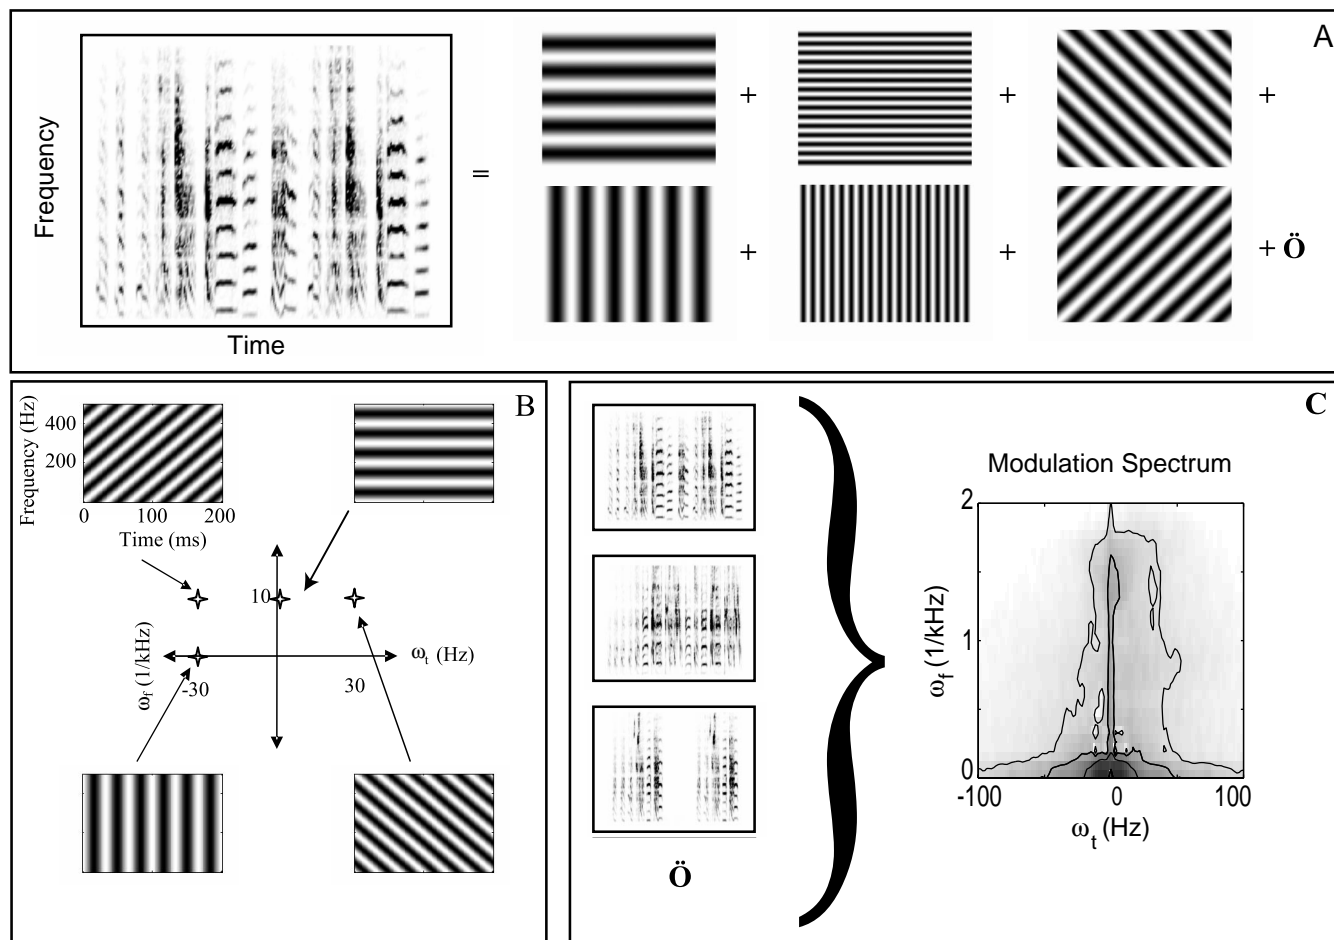 A
Frequency
=
+
+
+
+
+
+ Ö
Time
B
Frequency (Hz)
400
200
0 100 200
Time (ms)
10
ω_f (1/kHz)
ω_t (Hz)
-30
30
C
Ö
Modulation Spectrum
ω_f (1/kHz)
2
1
0
-100 0 100
ω_t (Hz)